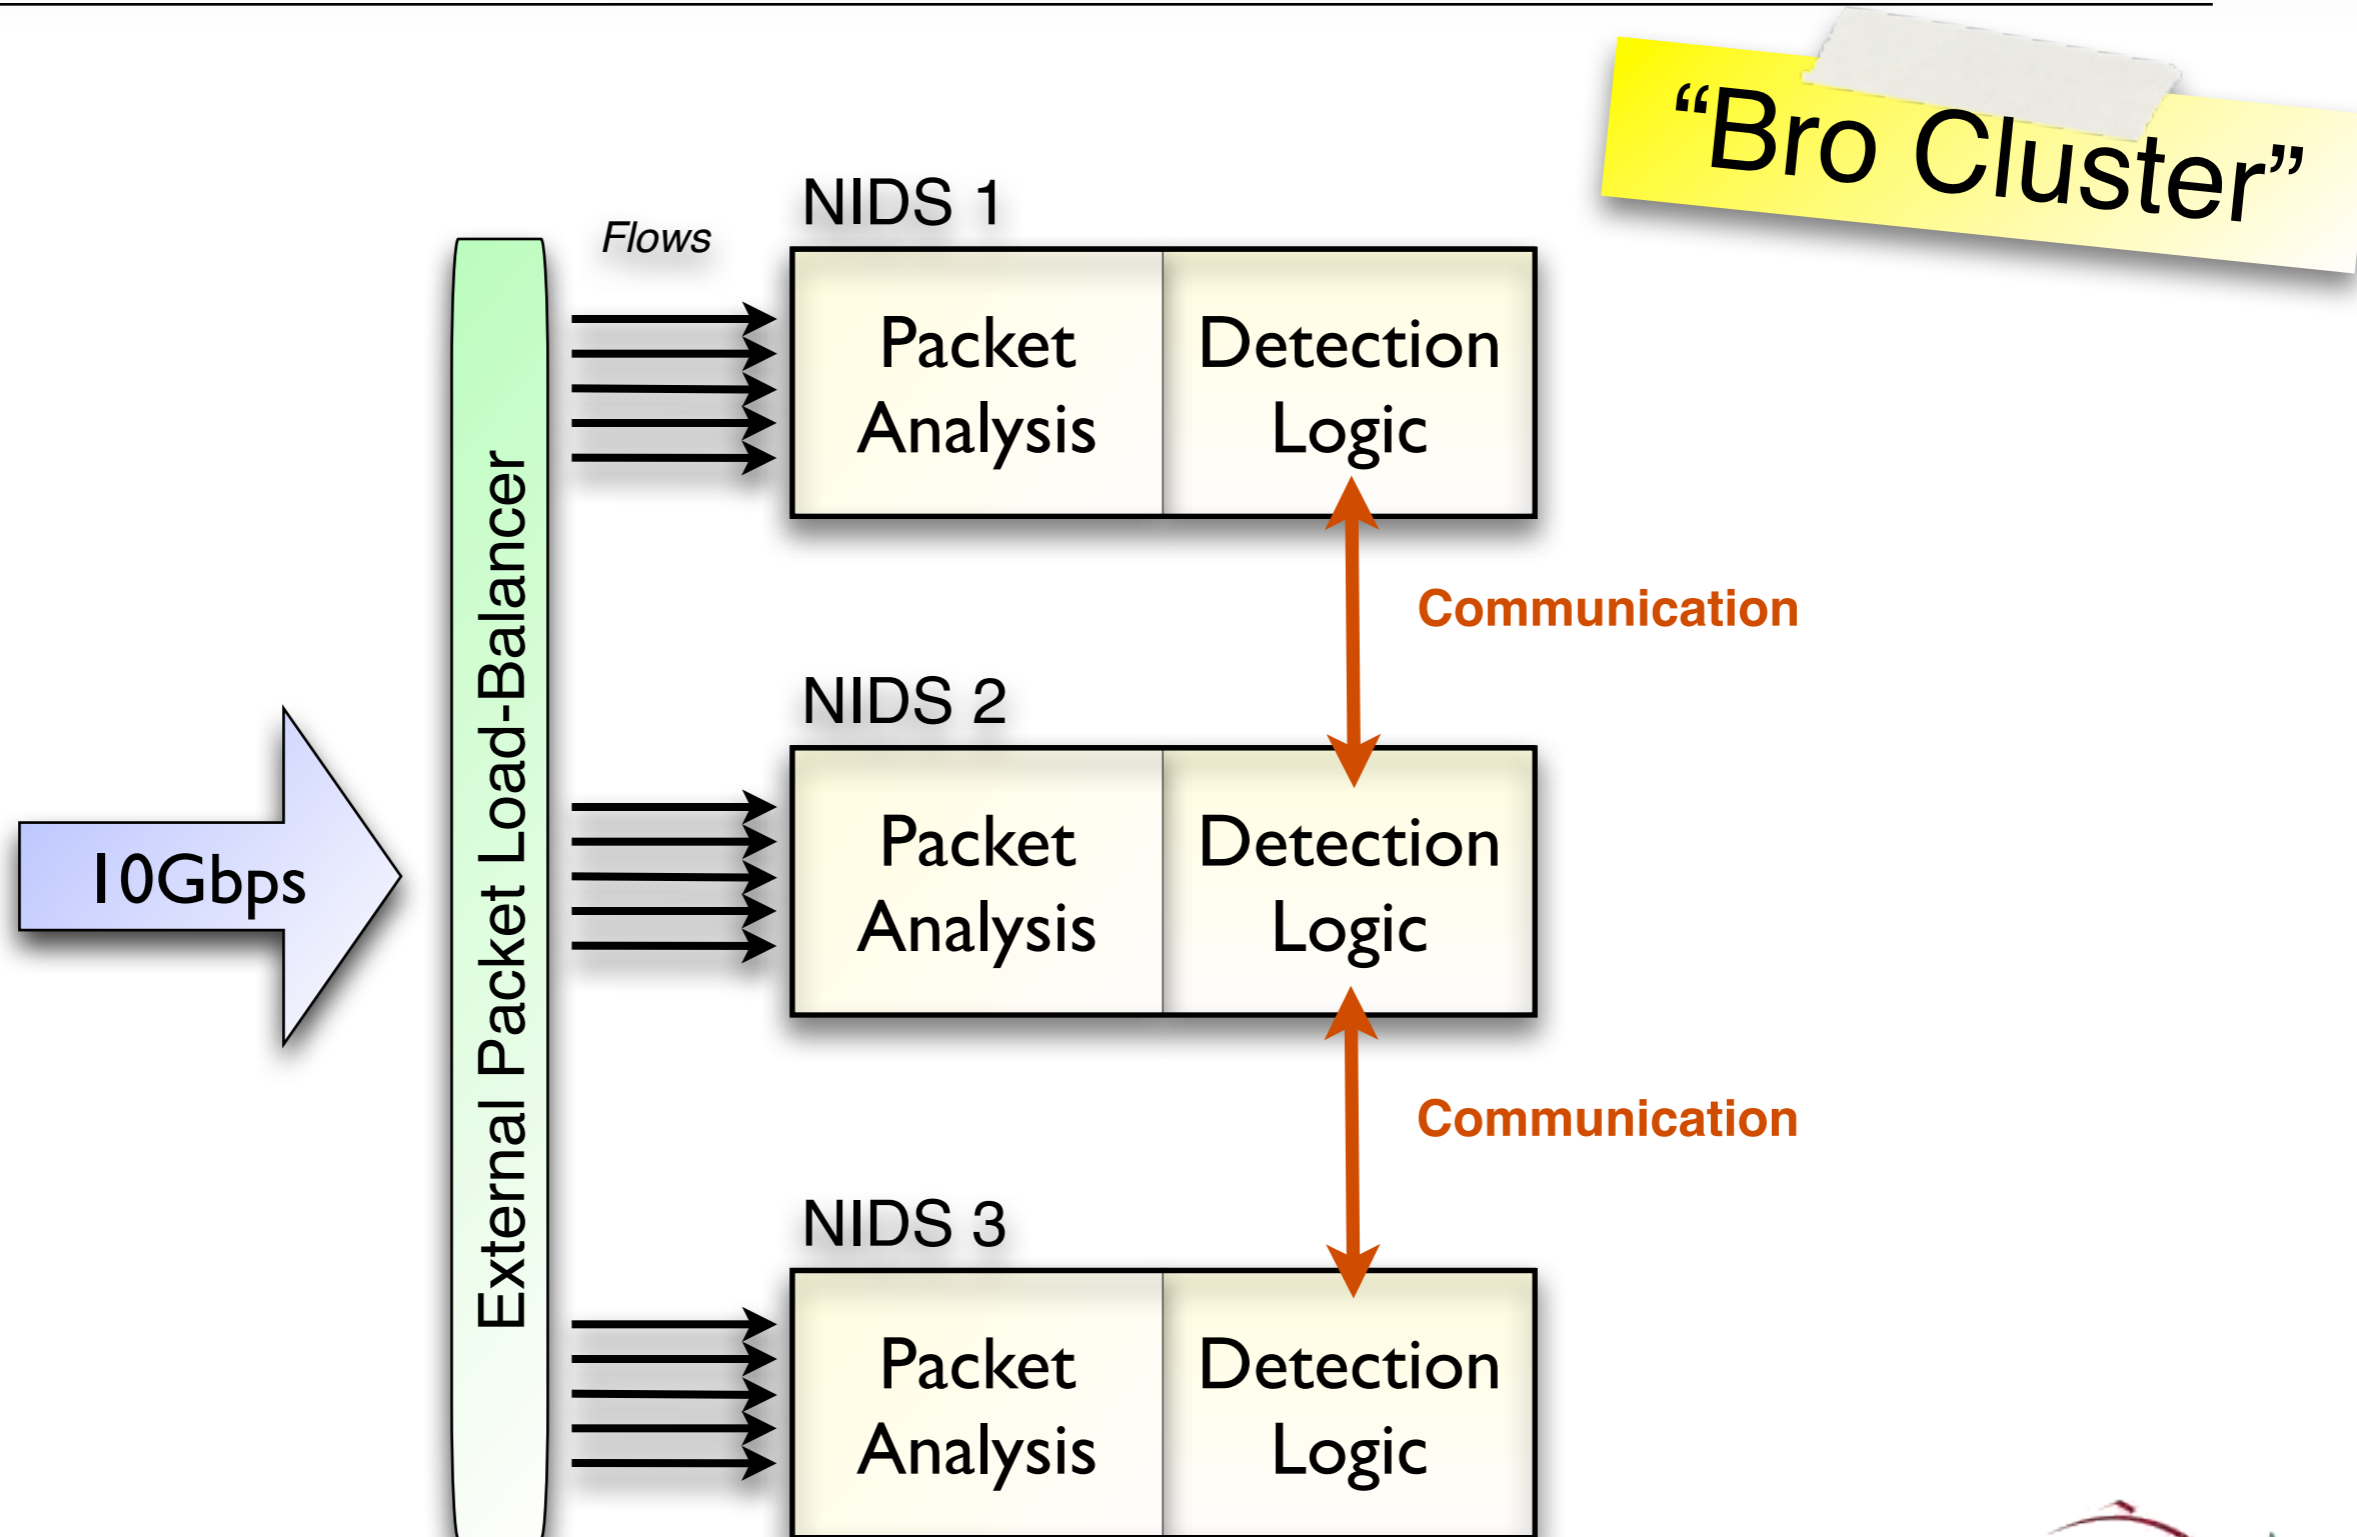 “Bro Cluster”
Flows
NIDS 1
Packet
Analysis
Detection
Logic
Communication
10Gbps
External Packet Load-Balancer
NIDS 2
Packet
Analysis
Detection
Logic
Communication
NIDS 3
Packet
Analysis
Detection
Logic